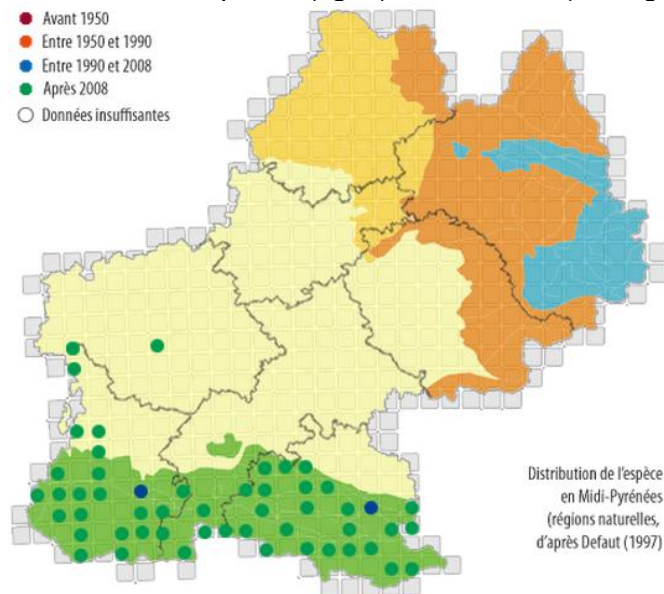 Avant 1950
Entre 1950 et 1990
Entre 1990 et 2008
Après 2008
Données insuffisantes
Distribution de l'espèce
en Midi-Pyrénées
(régions naturelles,
d'après Defaut (1997)